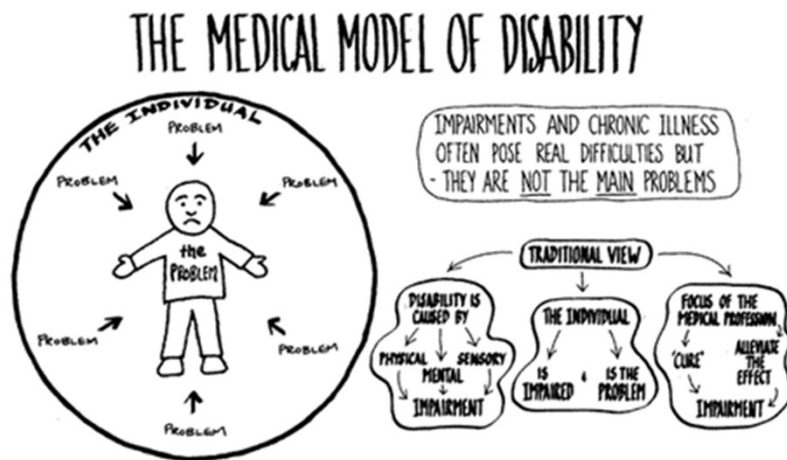 THE MEDICAL MODEL OF DISABILITY
THE INDIVIDUAL
PROBLEM
PROBLEM
PROBLEM
the
PROBLEM
PROBLEM
PROBLEM
PROBLEM
IMPAIRMENTS AND CHRONIC ILLNESS
OFTEN POSE REAL DIFFICULTIES BUT
- THEY ARE NOT THE MAIN PROBLEMS
TRADITIONAL VIEW
DISABILITY IS
CAUSED BY
PHYSICAL SENSORY
MENTAL
IMPAIRMENT
THE INDIVIDUAL
IS IMPAIRED & IS THE PROBLEM
FOCUS OF THE
MEDICAL PROFESSION
'CURE'
ALLEVIATE
THE
EFFECT
IMPAIRMENT